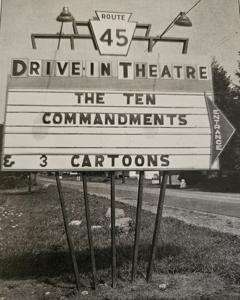 ROUTE
45
DRIVE-IN THEATRE
THE TEN
COMMANDMENTS
& 3 CARTOONS
ENTRANCE